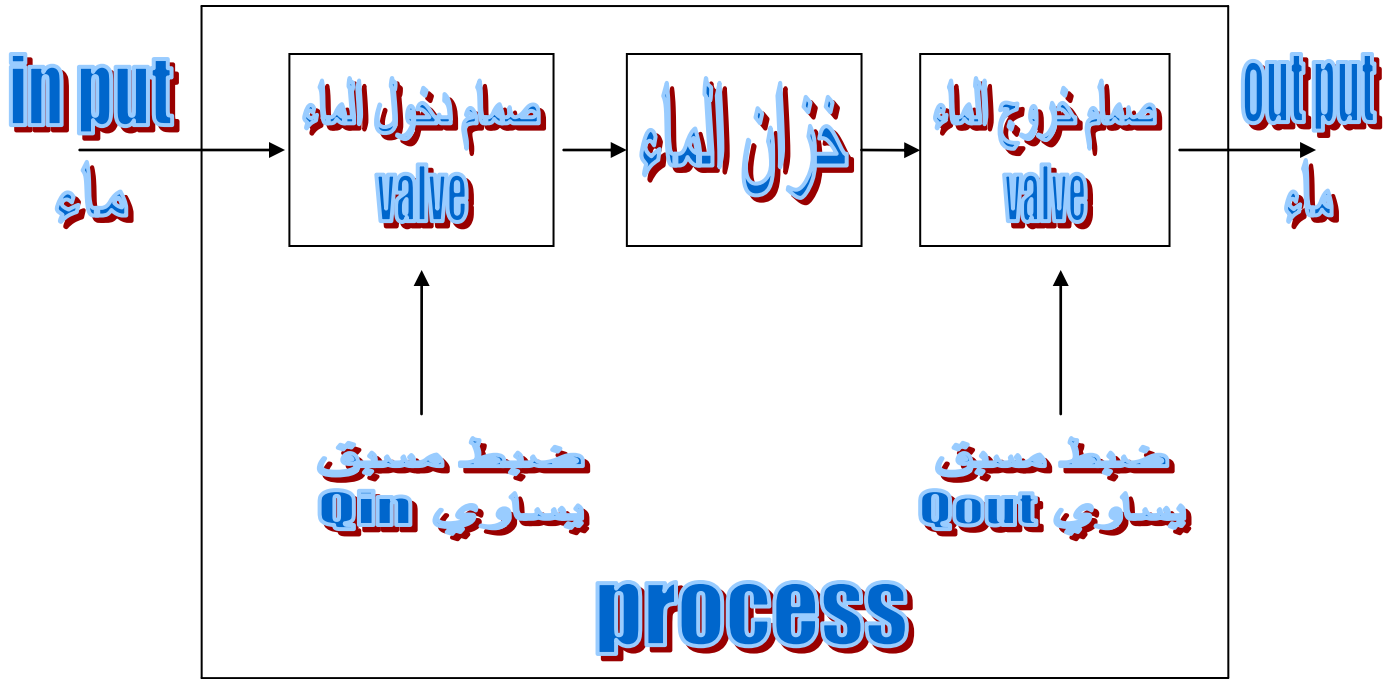 in put
ماء
صمام دخول الماء
valve
خزان الماء
صمام خروج الماء
valve
out put
ماء
ضبط مسبق
يساوي Qin
ضبط مسبق
يساوي Qout
process